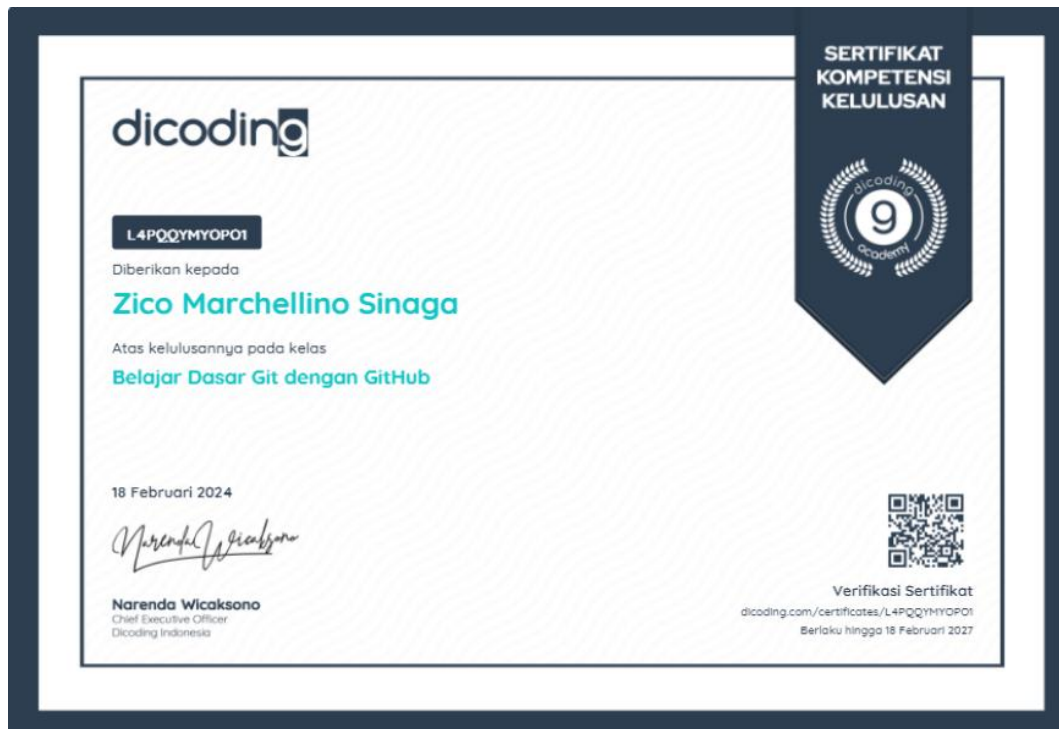 SERTIFIKAT
KOMPETENSI
KELULUSAN
dicoding
academy
dicoding
L4PQQYMYOPO1
Diberikan kepada
Zico Marchellino Sinaga
Atas kelulusannya pada kelas
Belajar Dasar Git dengan GitHub
18 Februari 2024
Narenda Wicaksono
Narenda Wicaksono
Chief Executive Officer
Dicoding Indonesia
Verifikasi Sertifikat
dicoding.com/certificates/L4PQQYMYOPO1
Berlaku hingga 18 Februari 2027